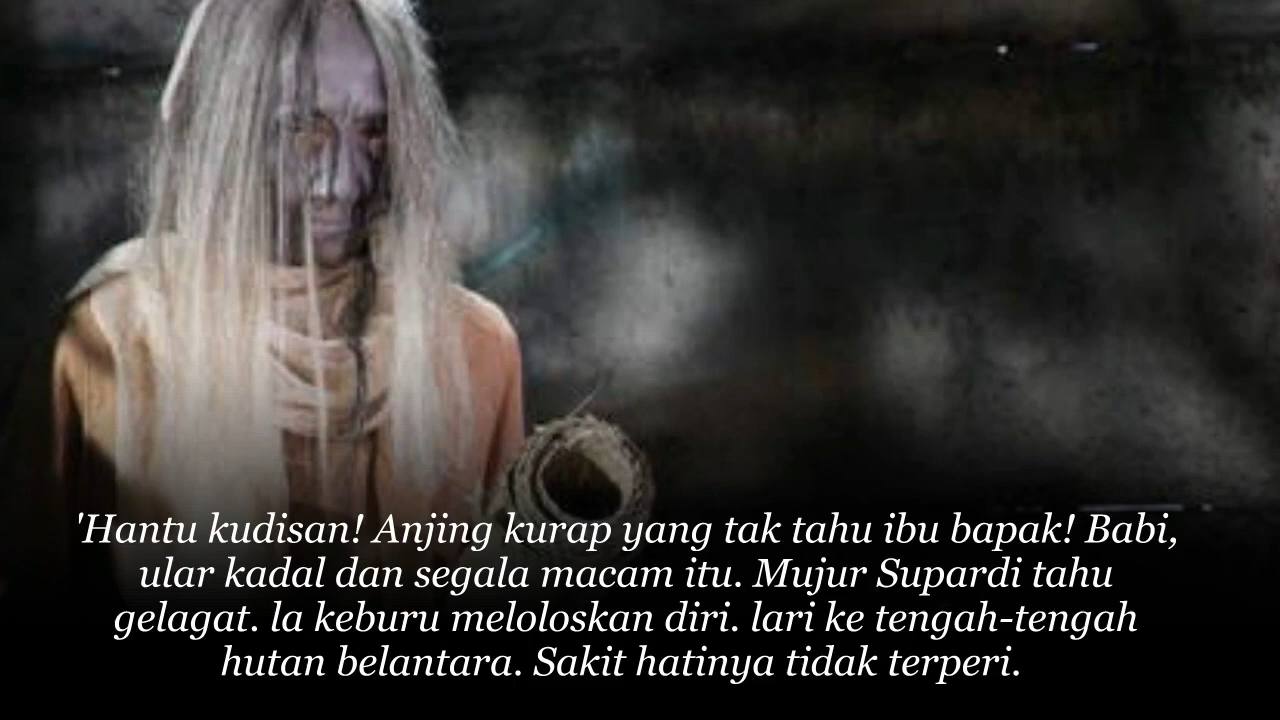 'Hantu kudisan! Anjing kurap yang tak tahu ibu bapak! Babi,
ular kadal dan segala macam itu. Mujur Supardi tahu
gelagat. la keburu meloloskan diri. lari ke tengah-tengah
hutan belantara. Sakit hatinya tidak terperi.